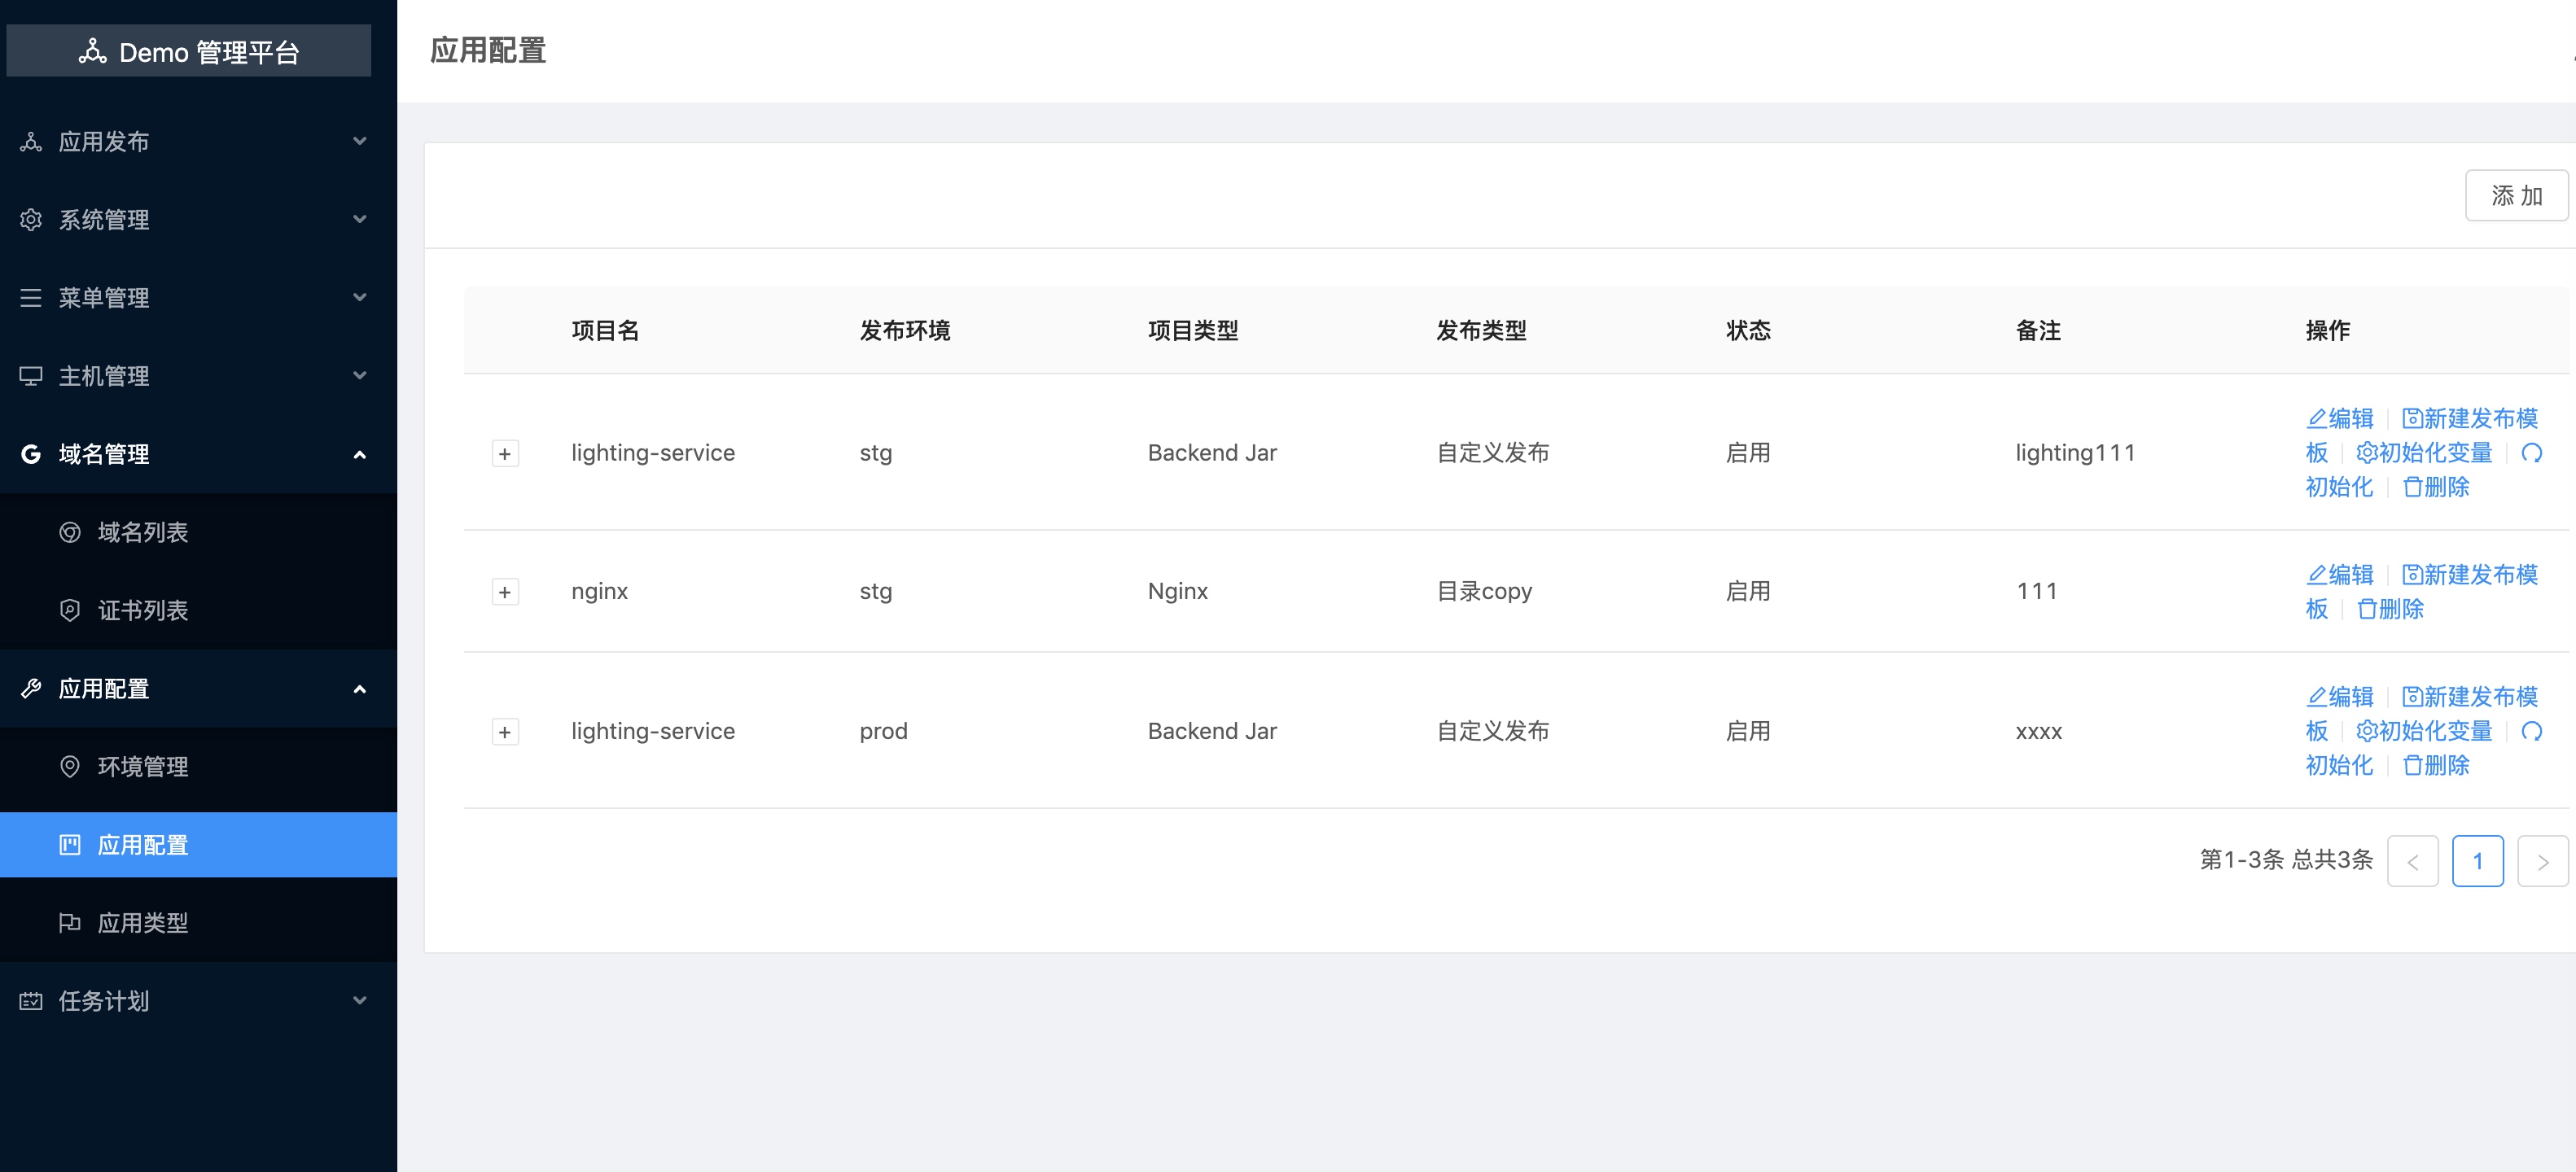 Demo 管理平台
应用发布
系统管理
菜单管理
主机管理
域名管理
域名列表
证书列表
应用配置
环境管理
应用配置
应用类型
任务计划
应用配置
添 加
项目名 发布环境 项目类型 发布类型 状态 备注 操作
lighting-service stg Backend Jar 自定义发布 启用 lighting111
编辑 新建发布模
板 初始化变量
初始化 删除
nginx stg Nginx 目录copy 启用 111
编辑 新建发布模
板 删除
lighting-service prod Backend Jar 自定义发布 启用 xxxx
编辑 新建发布模
板 初始化变量
初始化 删除
第1-3条 总共3条 < 1 >